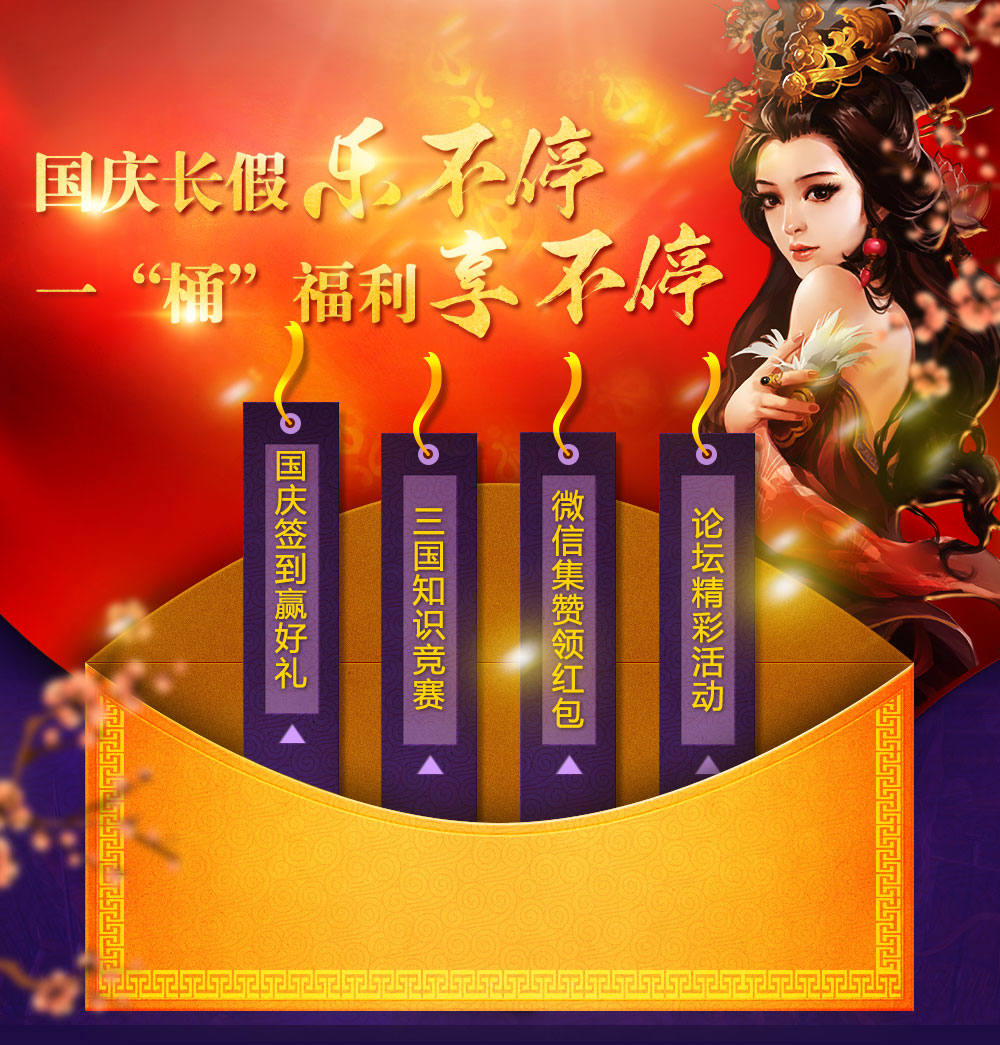 国庆长假乐不停
一“桶”福利享不停
国庆签到赢好礼
三国知识竞赛
微信集赞领红包
论坛精彩活动